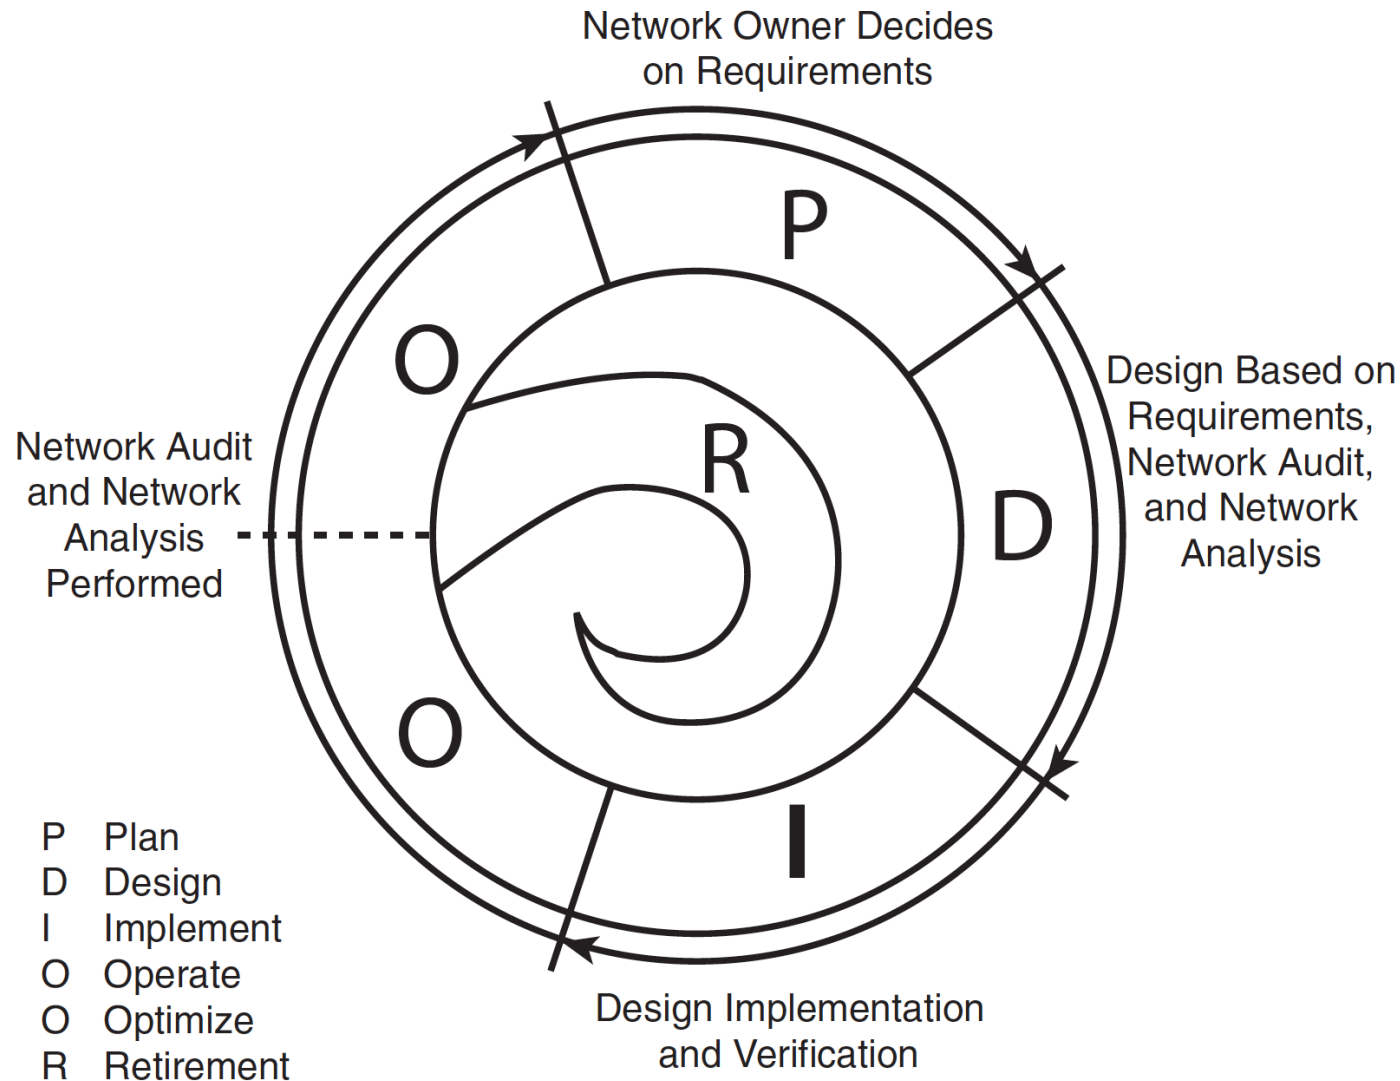 Network Owner Decides
on Requirements
P
O
R
D
Design Based on
Requirements,
Network Audit,
and Network
Analysis
Network Audit
and Network
Analysis
Performed
O
I
Design Implementation
and Verification
P Plan
D Design
I Implement
O Operate
O Optimize
R Retirement